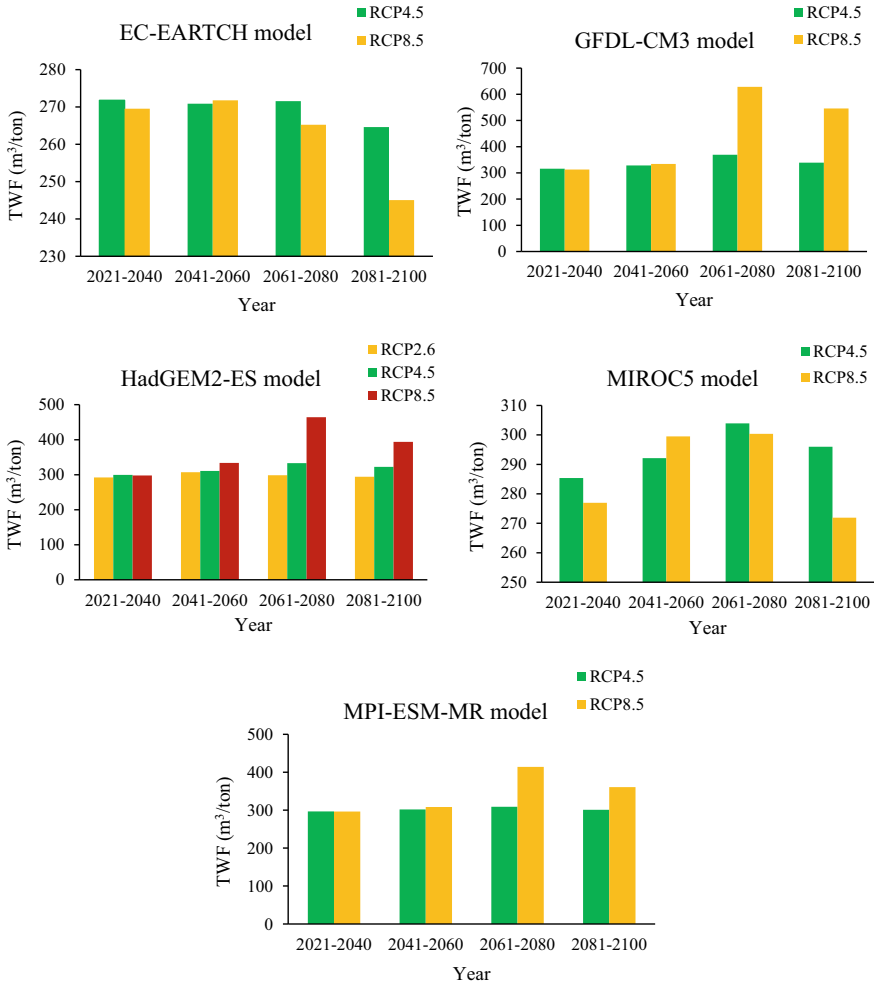 EC-EARTCH model
RCP4.5
RCP8.5
TWF (m³/ton)
280
270
260
250
240
230
2021-2040 2041-2060 2061-2080 2081-2100
Year
GFDL-CM3 model
RCP4.5
RCP8.5
TWF (m³/ton)
700
600
500
400
300
200
100
0
2021-2040 2041-2060 2061-2080 2081-2100
Year
HadGEM2-ES model
RCP2.6
RCP4.5
RCP8.5
TWF (m³/ton)
500
400
300
200
100
0
2021-2040 2041-2060 2061-2080 2081-2100
Year
MIROC5 model
RCP4.5
RCP8.5
TWF (m³/ton)
310
300
290
280
270
260
250
2021-2040 2041-2060 2061-2080 2081-2100
Year
MPI-ESM-MR model
RCP4.5
RCP8.5
TWF (m³/ton)
500
400
300
200
100
0
2021-2040 2041-2060 2061-2080 2081-2100
Year